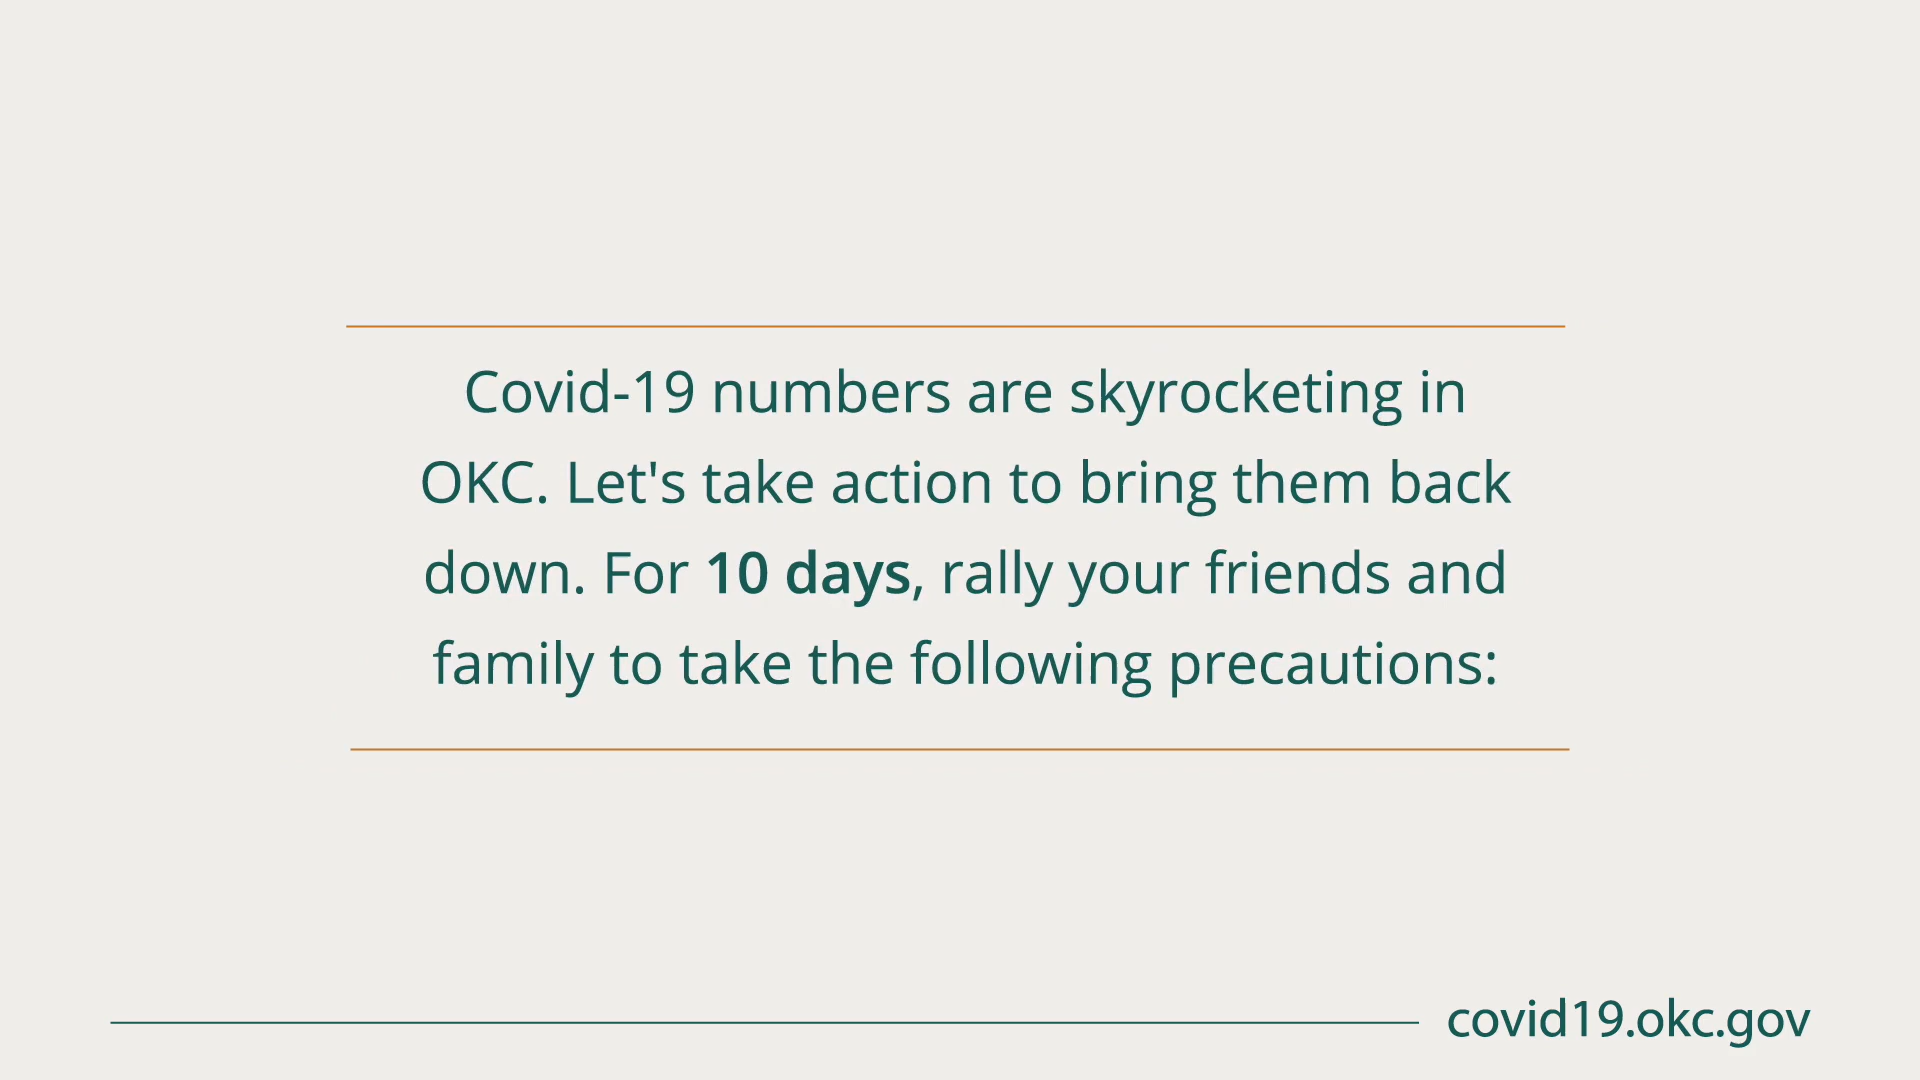 Covid-19 numbers are skyrocketing in
OKC. Let's take action to bring them back
down. For 10 days, rally your friends and
family to take the following precautions:
covid19.okc.gov